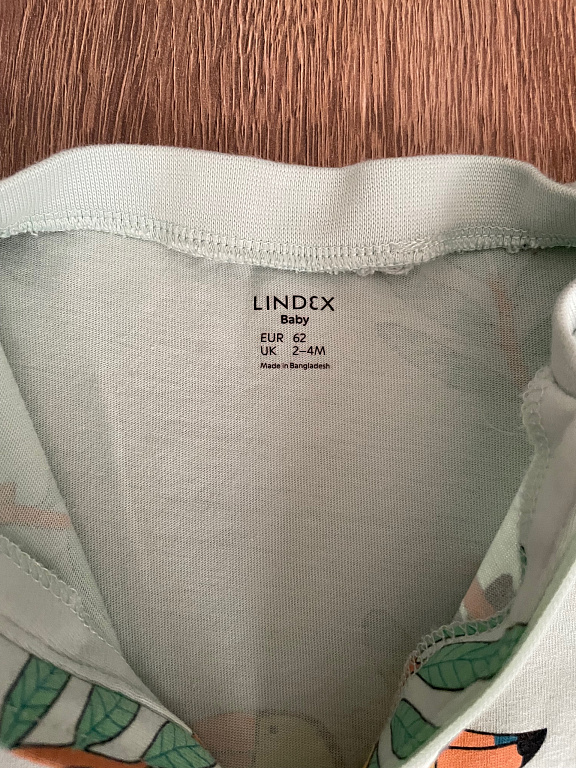 LINDEX
Baby
EUR 62
UK 2–4M
Made in Bangladesh